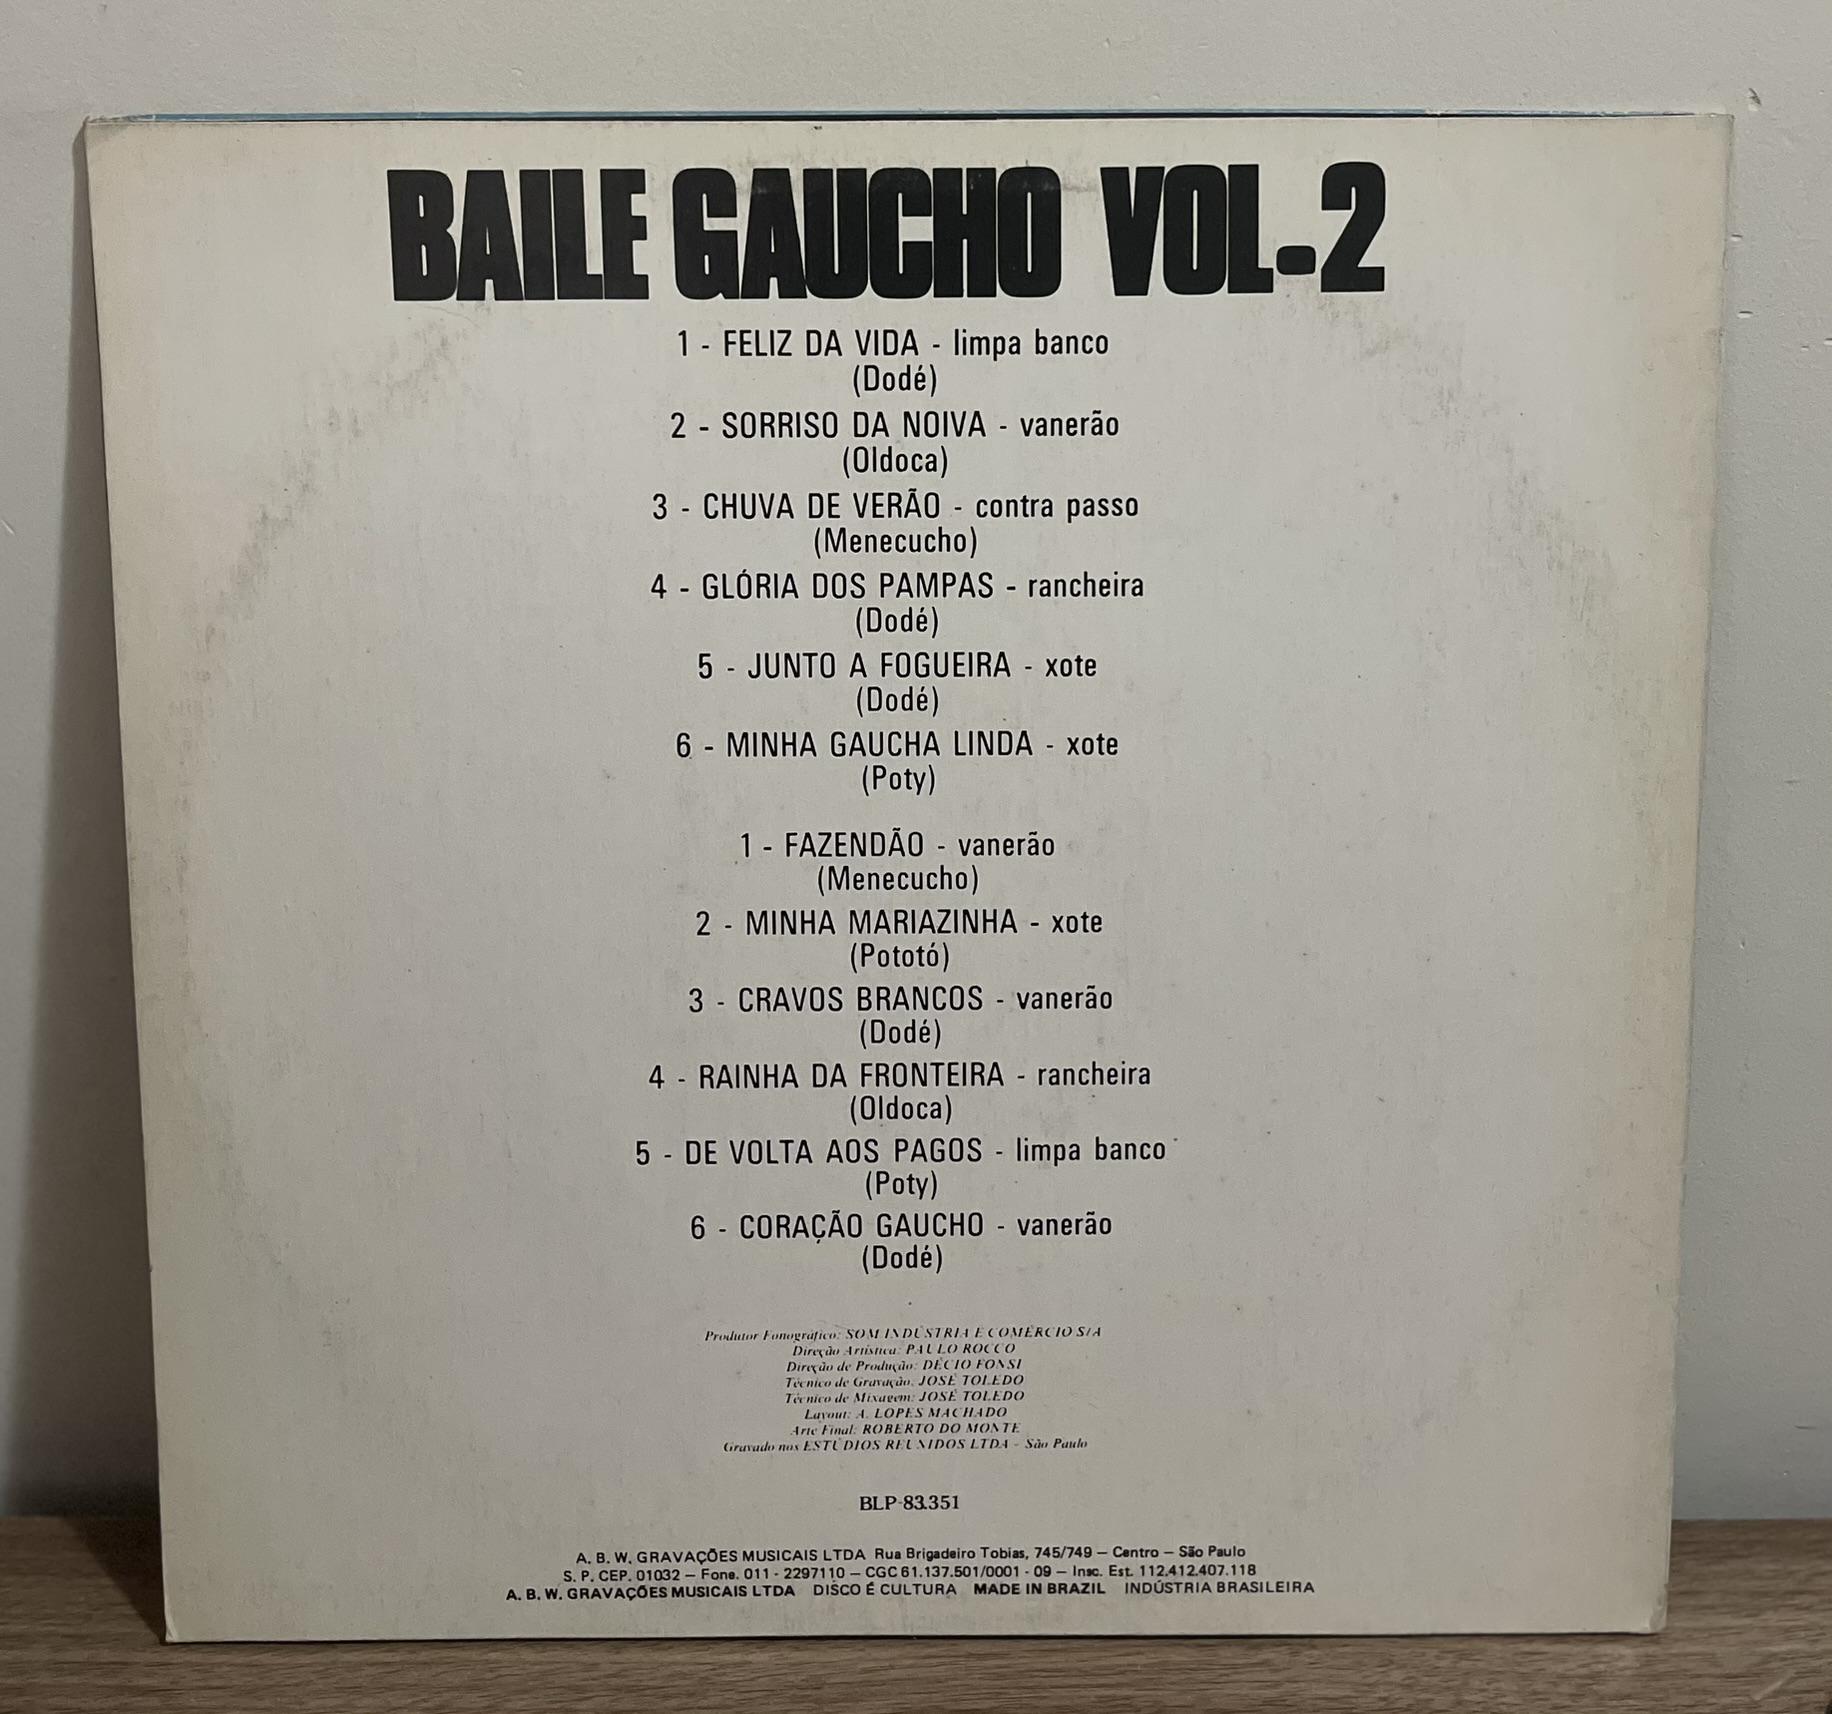 BAILE GAUCHO VOL-2
1 - FELIZ DA VIDA - limpa banco
(Dodé)
2 - SORRISO DA NOIVA - vanerão
(Oldoca)
3 - CHUVA DE VERÃO - contra passo
(Menecucho)
4 - GLÓRIA DOS PAMPAS - rancheira
(Dodé)
5 - JUNTO A FOGUEIRA - xote
(Dodé)
6 - MINHA GAUCHA LINDA - xote
(Poty)
1 - FAZENDÃO - vanerão
(Menecucho)
2 - MINHA MARIAZINHA - xote
(Pototó)
3 - CRAVOS BRANCOS - vanerão
(Dodé)
4 - RAINHA DA FRONTEIRA - rancheira
(Oldoca)
5 - DE VOLTA AOS PAGOS - limpa banco
(Poty)
6 - CORAÇÃO GAUCHO - vanerão
(Dodé)
Produtor Fonográfico: SOM INDÚSTRIA E COMÉRCIO S/A
Direção Artística: PAULO ROCCO
Direção de Produção: DÉCIO FONSI
Técnico de Gravação: JOSÉ TOLEDO
Técnico de Mixagem: JOSÉ TOLEDO
Layout: A. LOPES MACHADO
Arte Final: ROBERTO DO MONTE
Gravado nos ESTÚDIOS REUNIDOS LTDA - São Paulo
BLP-83.351
A. B. W. GRAVAÇÕES MUSICAIS LTDA Rua Brigadeiro Tobias, 745/749 — Centro — São Paulo
S. P. CEP. 01032 — Fone. 011 - 2297110 — CGC 61.137.501/0001 - 09 — Insc. Est. 112.412.407.118
A. B. W. GRAVAÇÕES MUSICAIS LTDA DISCO É CULTURA MADE IN BRAZIL INDÚSTRIA BRASILEIRA